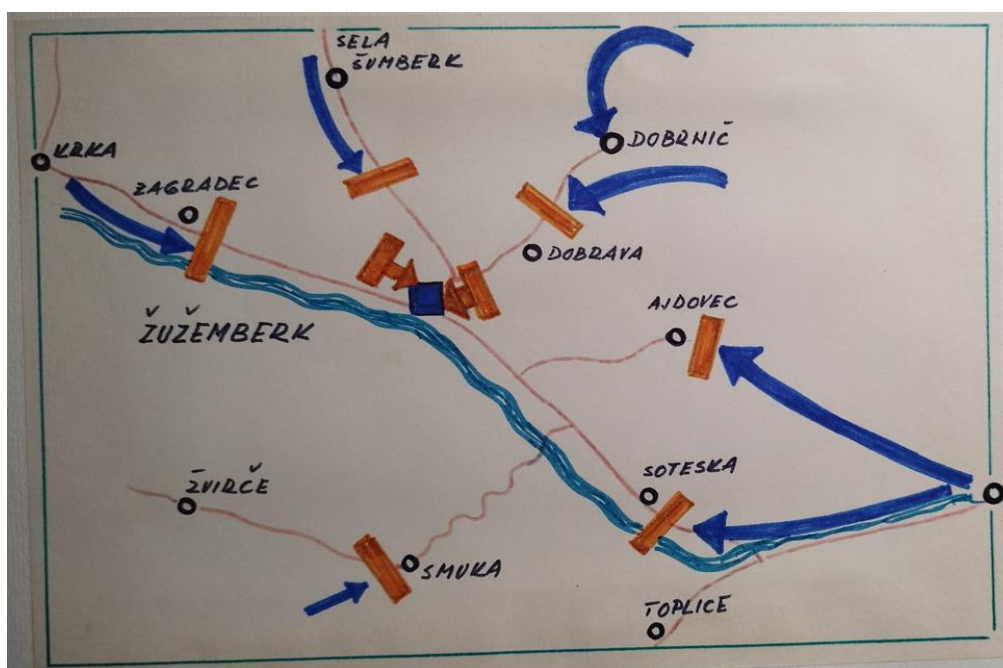 SELA
ŠUMBERK
DOBRNIČ
KRKA
ZAGRADEC
DOBRAVA
AJDOVEC
ŽUŽEMBERK
SOTESKA
ŽVIRČE
SMUKA
TOPLICE